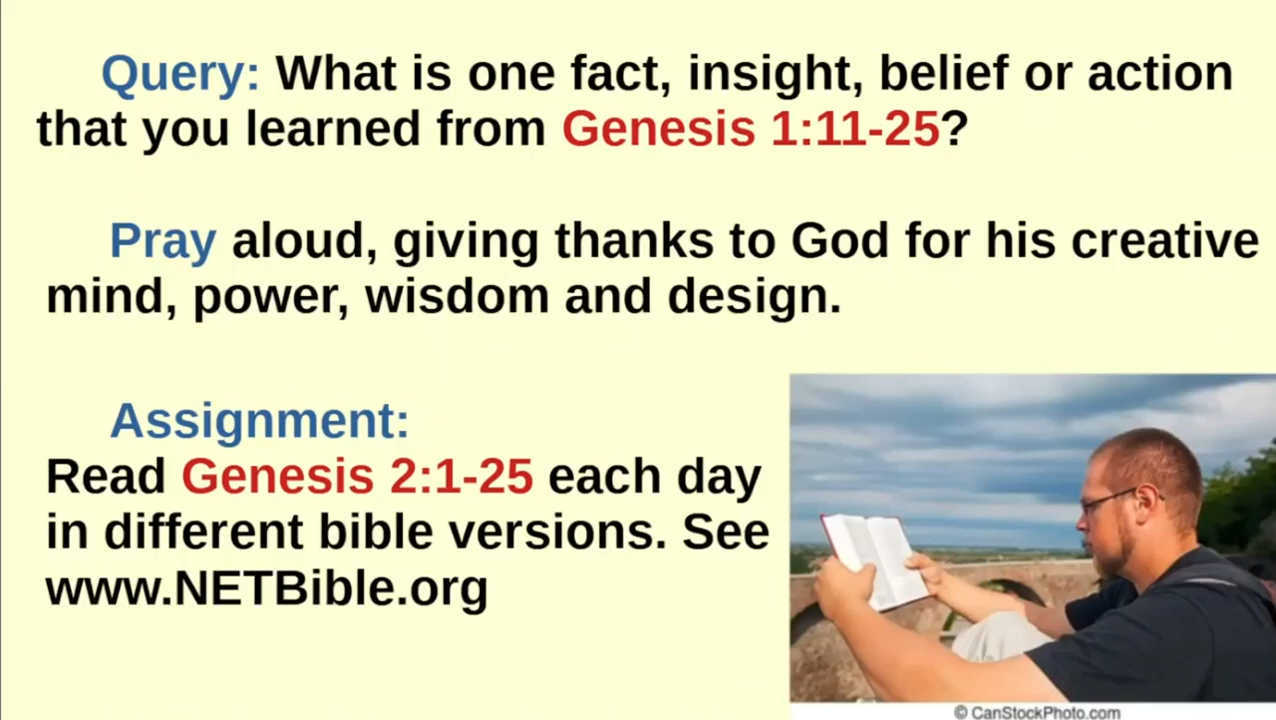 Query: What is one fact, insight, belief or action
that you learned from Genesis 1:11-25?
Pray aloud, giving thanks to God for his creative
mind, power, wisdom and design.
Assignment:
Read Genesis 2:1-25 each day
in different bible versions. See
www.NETBible.org
© CanStockPhoto.com